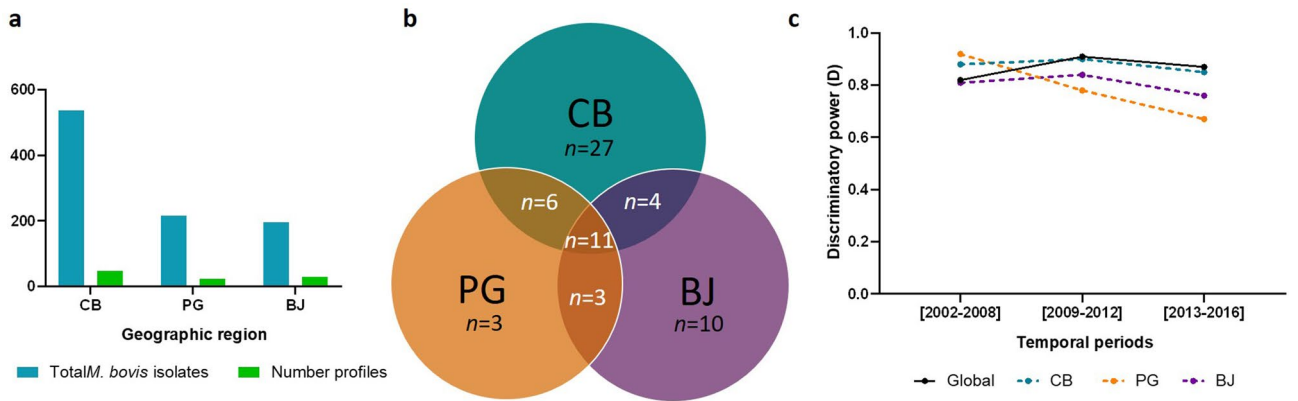 a
600
400
200
0
CB
PG
BJ
Geographic region
TotalM. bovis isolates
Number profiles
b
CB
n=27
n=6
n=4
n=11
PG
n=3
n=3
BJ
n=10
c
Discriminatory power (D)
1.0
0.8
0.6
0.4
0.2
0.0
[2002-2008]
[2009-2012]
[2013-2016]
Temporal periods
Global
CB
PG
BJ